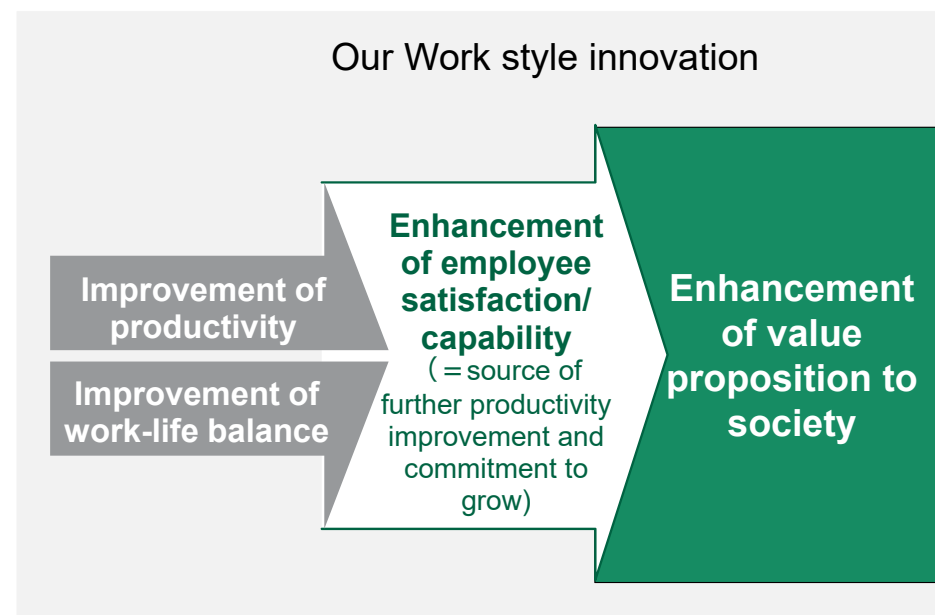 Our Work style innovation
Improvement of
productivity
Improvement of
work-life balance
Enhancement
of employee
satisfaction/
capability
（＝source of
further productivity
improvement and
commitment to
grow)
Enhancement
of value
proposition to
society